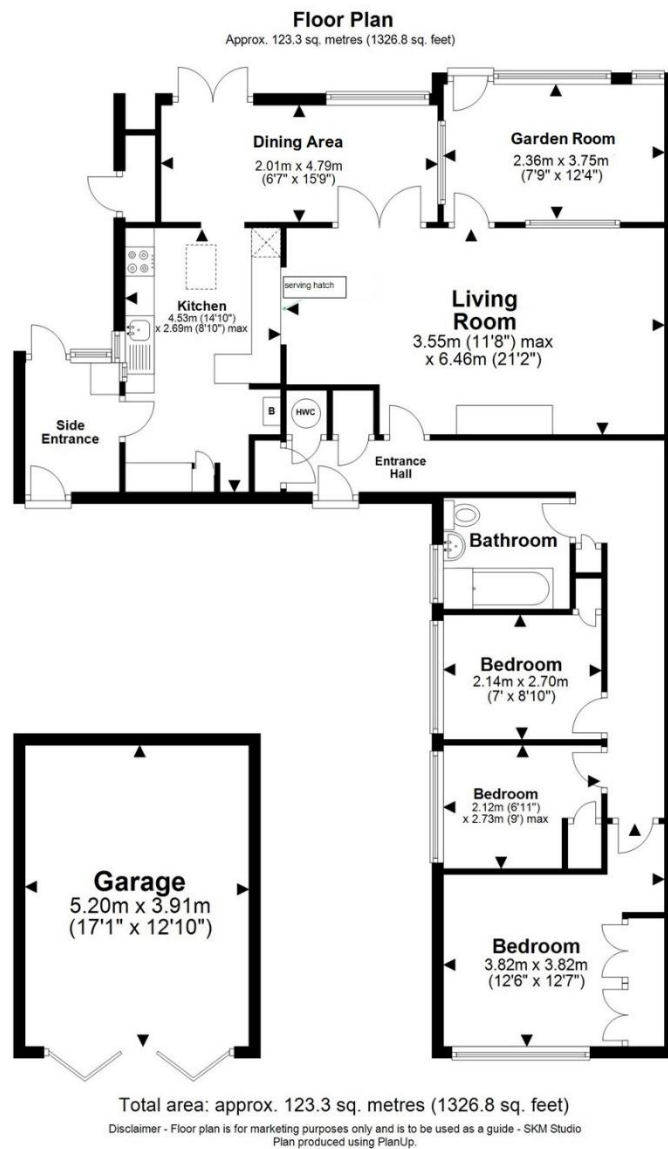 Floor Plan
Approx. 123.3 sq. metres (1326.8 sq. feet)
Dining Area
2.01m x 4.79m
(6'7" x 15'9")
Garden Room
2.36m x 3.75m
(7'9" x 12'4")
Kitchen
4.53m (14'10")
x 2.69m (8'10") max
serving hatch
Living
Room
3.55m (11'8") max
x 6.46m (21'2")
Side
Entrance
B
HWC
Entrance
Hall
Bathroom
Bedroom
2.14m x 2.70m
(7' x 8'10")
Bedroom
2.12m (6'11")
x 2.73m (9') max
Garage
5.20m x 3.91m
(17'1" x 12'10")
Bedroom
3.82m x 3.82m
(12'6" x 12'7")
Total area: approx. 123.3 sq. metres (1326.8 sq. feet)
Disclaimer - Floor plan is for marketing purposes only and is to be used as a guide - SKM Studio
Plan produced using PlanUp.